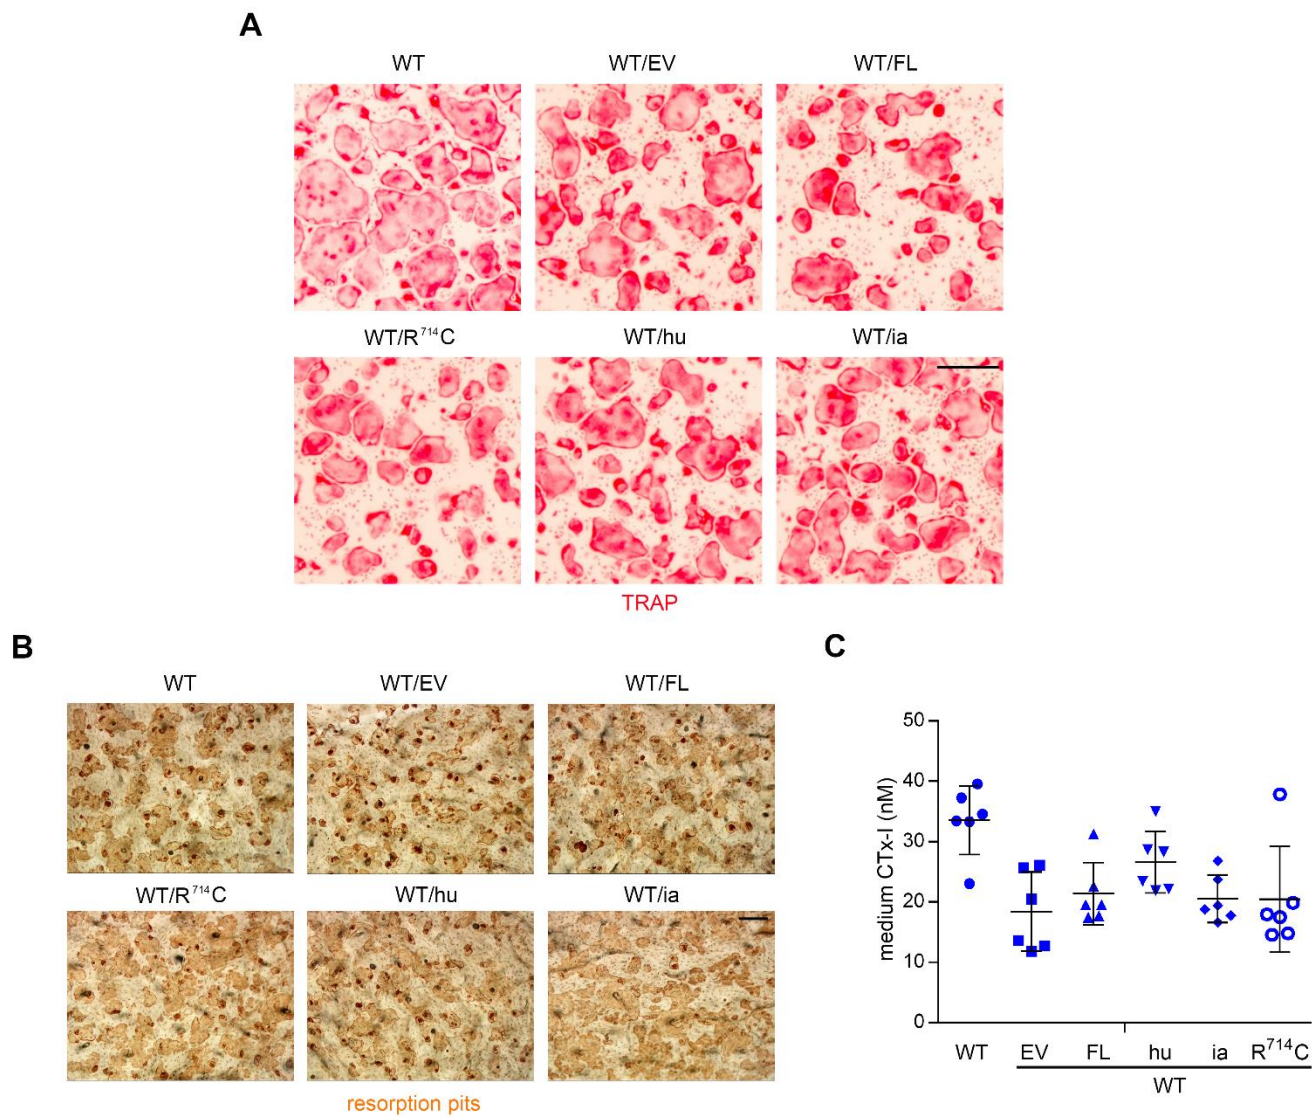 A
WT WT/EV WT/FL
WT/R⁷¹⁴C WT/hu WT/ia
TRAP
B
WT WT/EV WT/FL
WT/R⁷¹⁴C WT/hu WT/ia
resorption pits
C
medium CTx-I (nM)
50
40
30
20
10
0
WT EV FL hu ia R⁷¹⁴C
WT